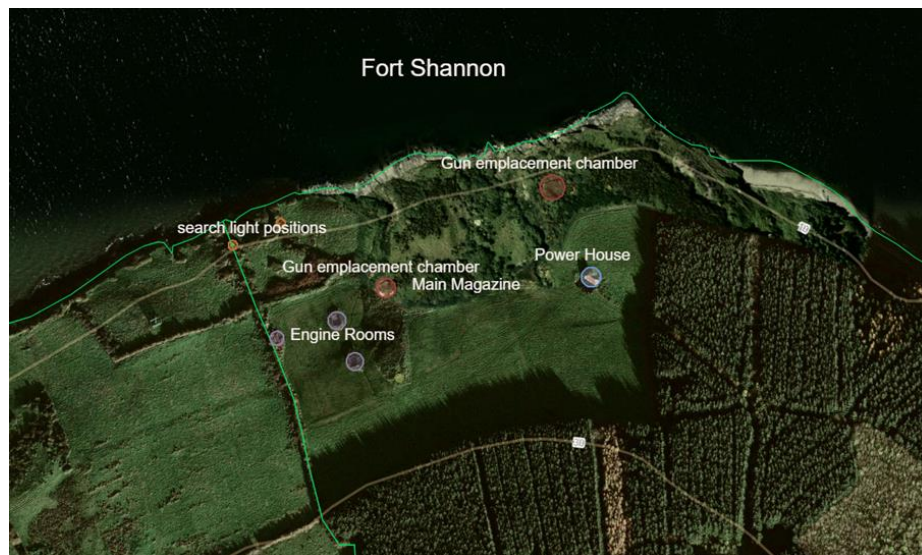 Fort Shannon
Gun emplacement chamber
search light positions
Power House
Gun emplacement chamber
Main Magazine
Engine Rooms